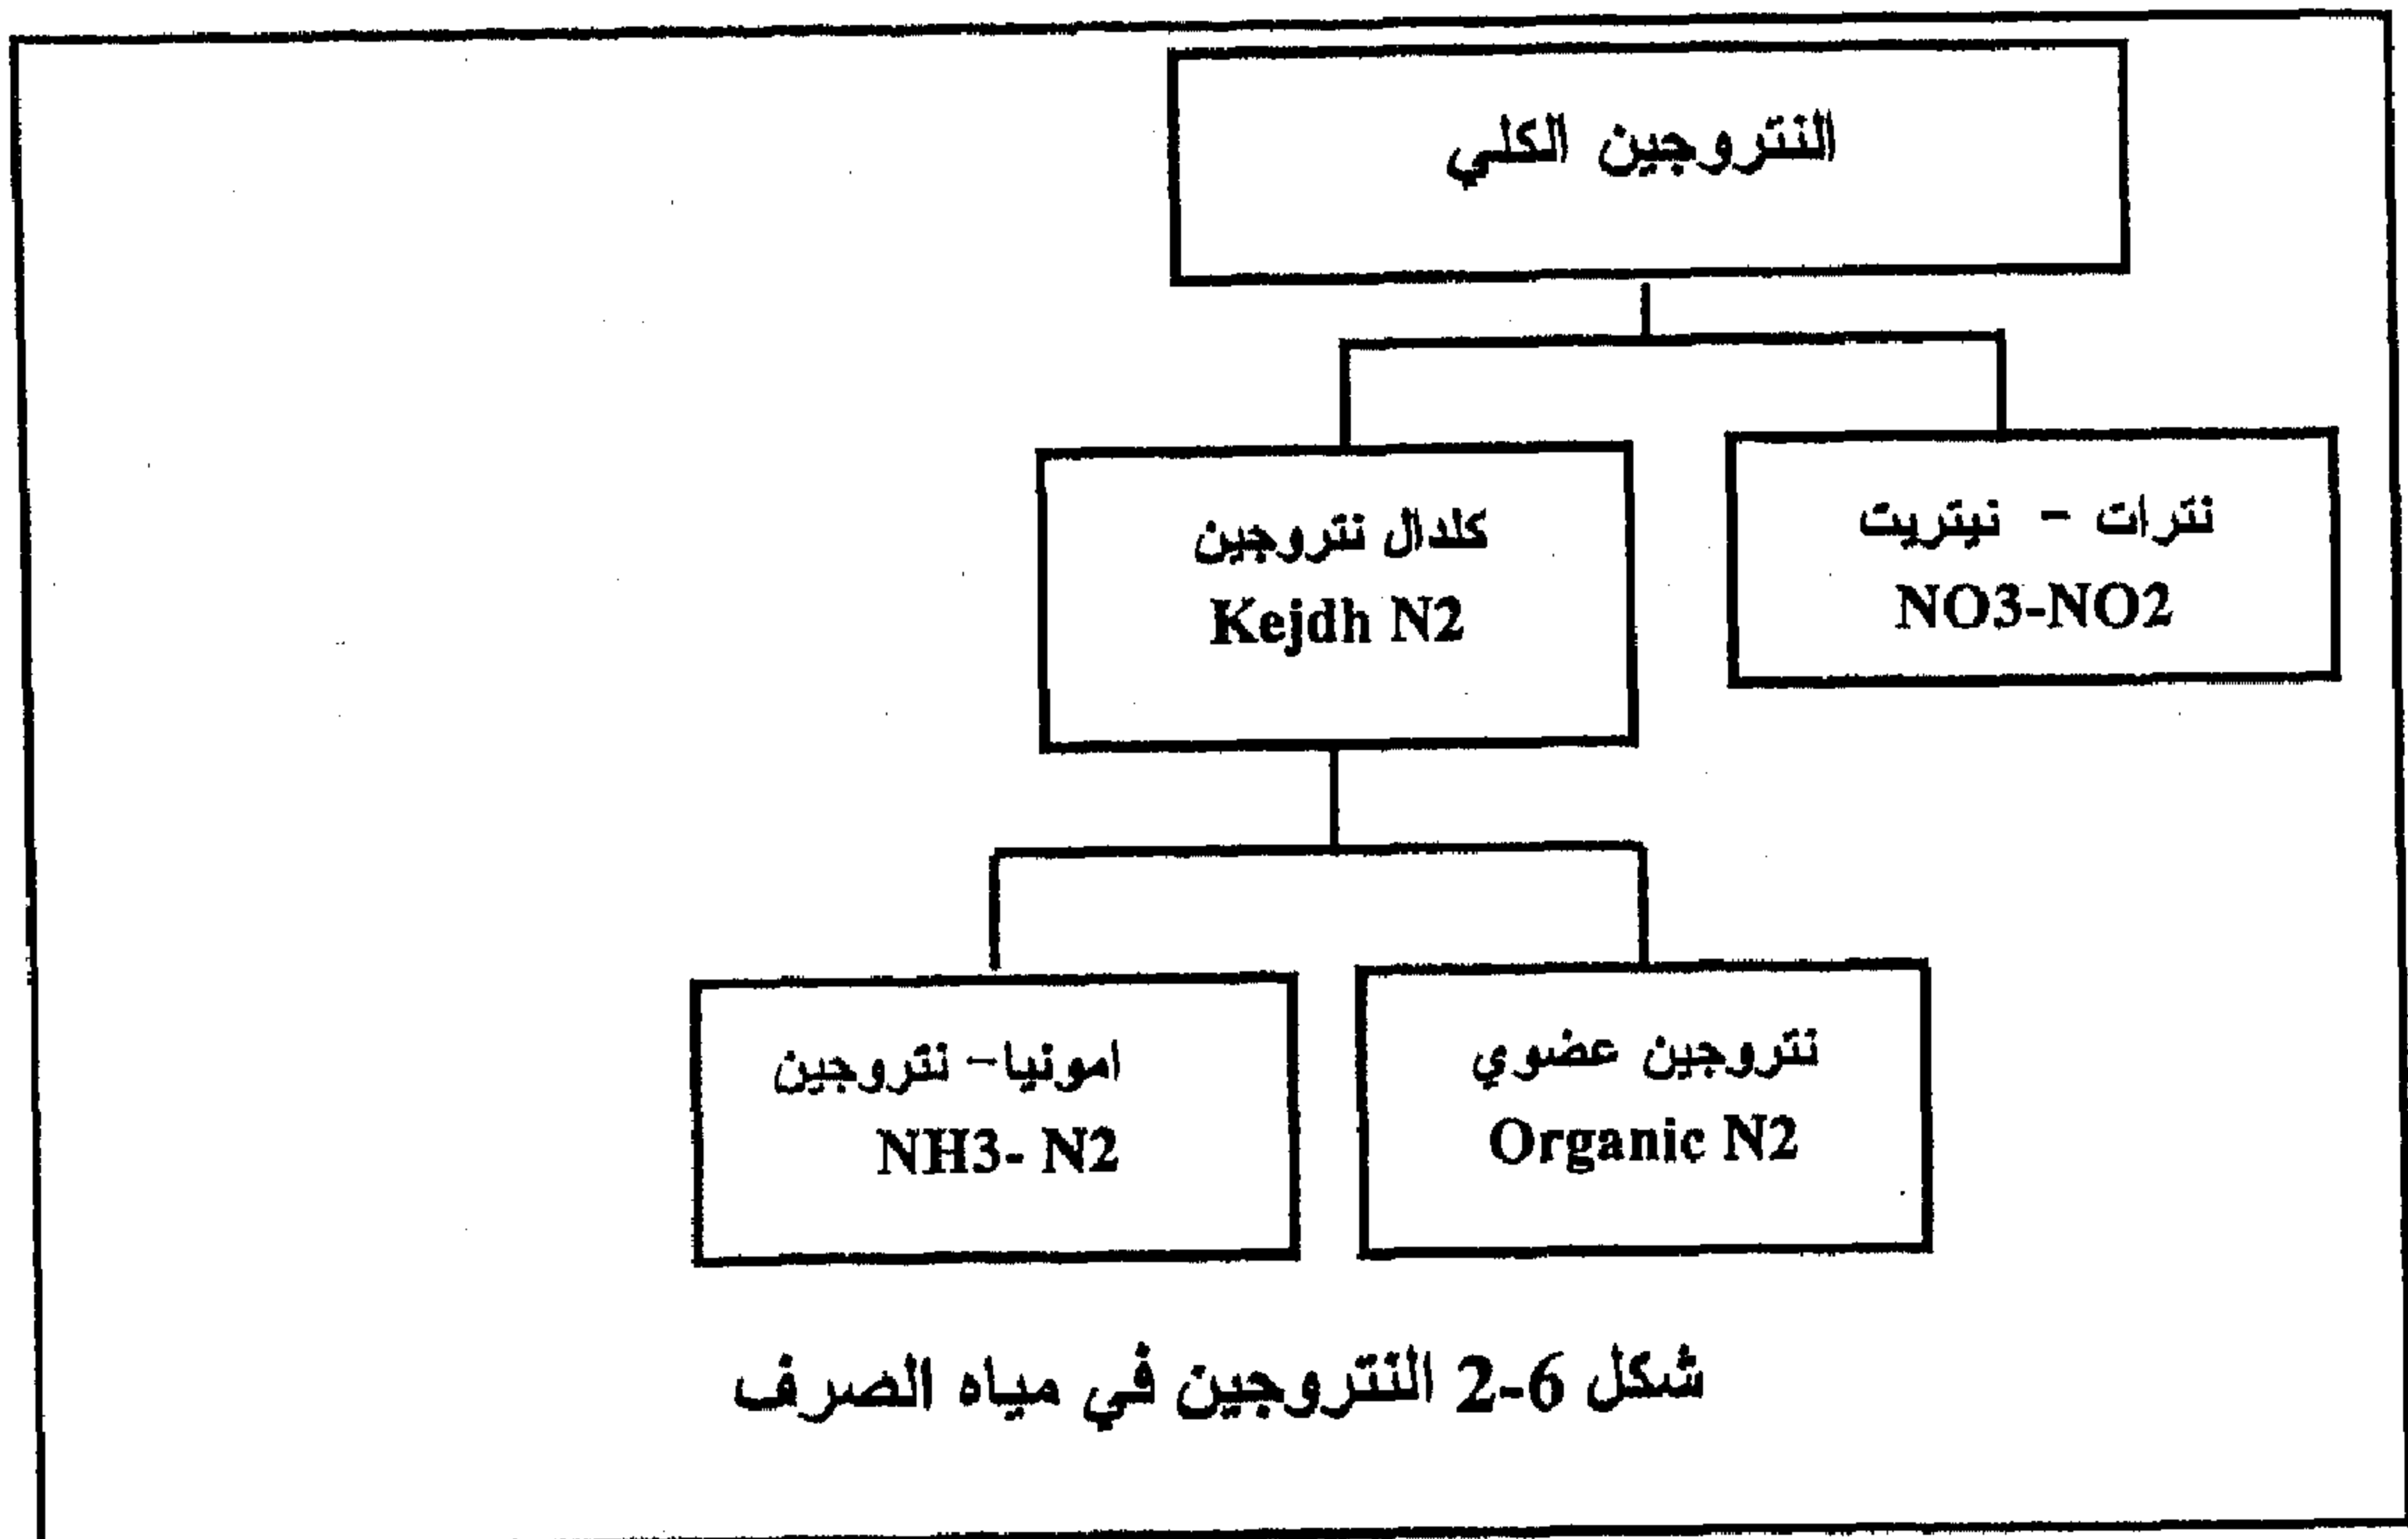 النتروجين الكلي
نترات - نيتريت
NO3-NO2
كلدال نتروجين
Kejdh N2
نتروجين عضوي
Organic N2
امونيا- نتروجين
NH3- N2
شكل 6-2 النتروجين في مياه الصرف